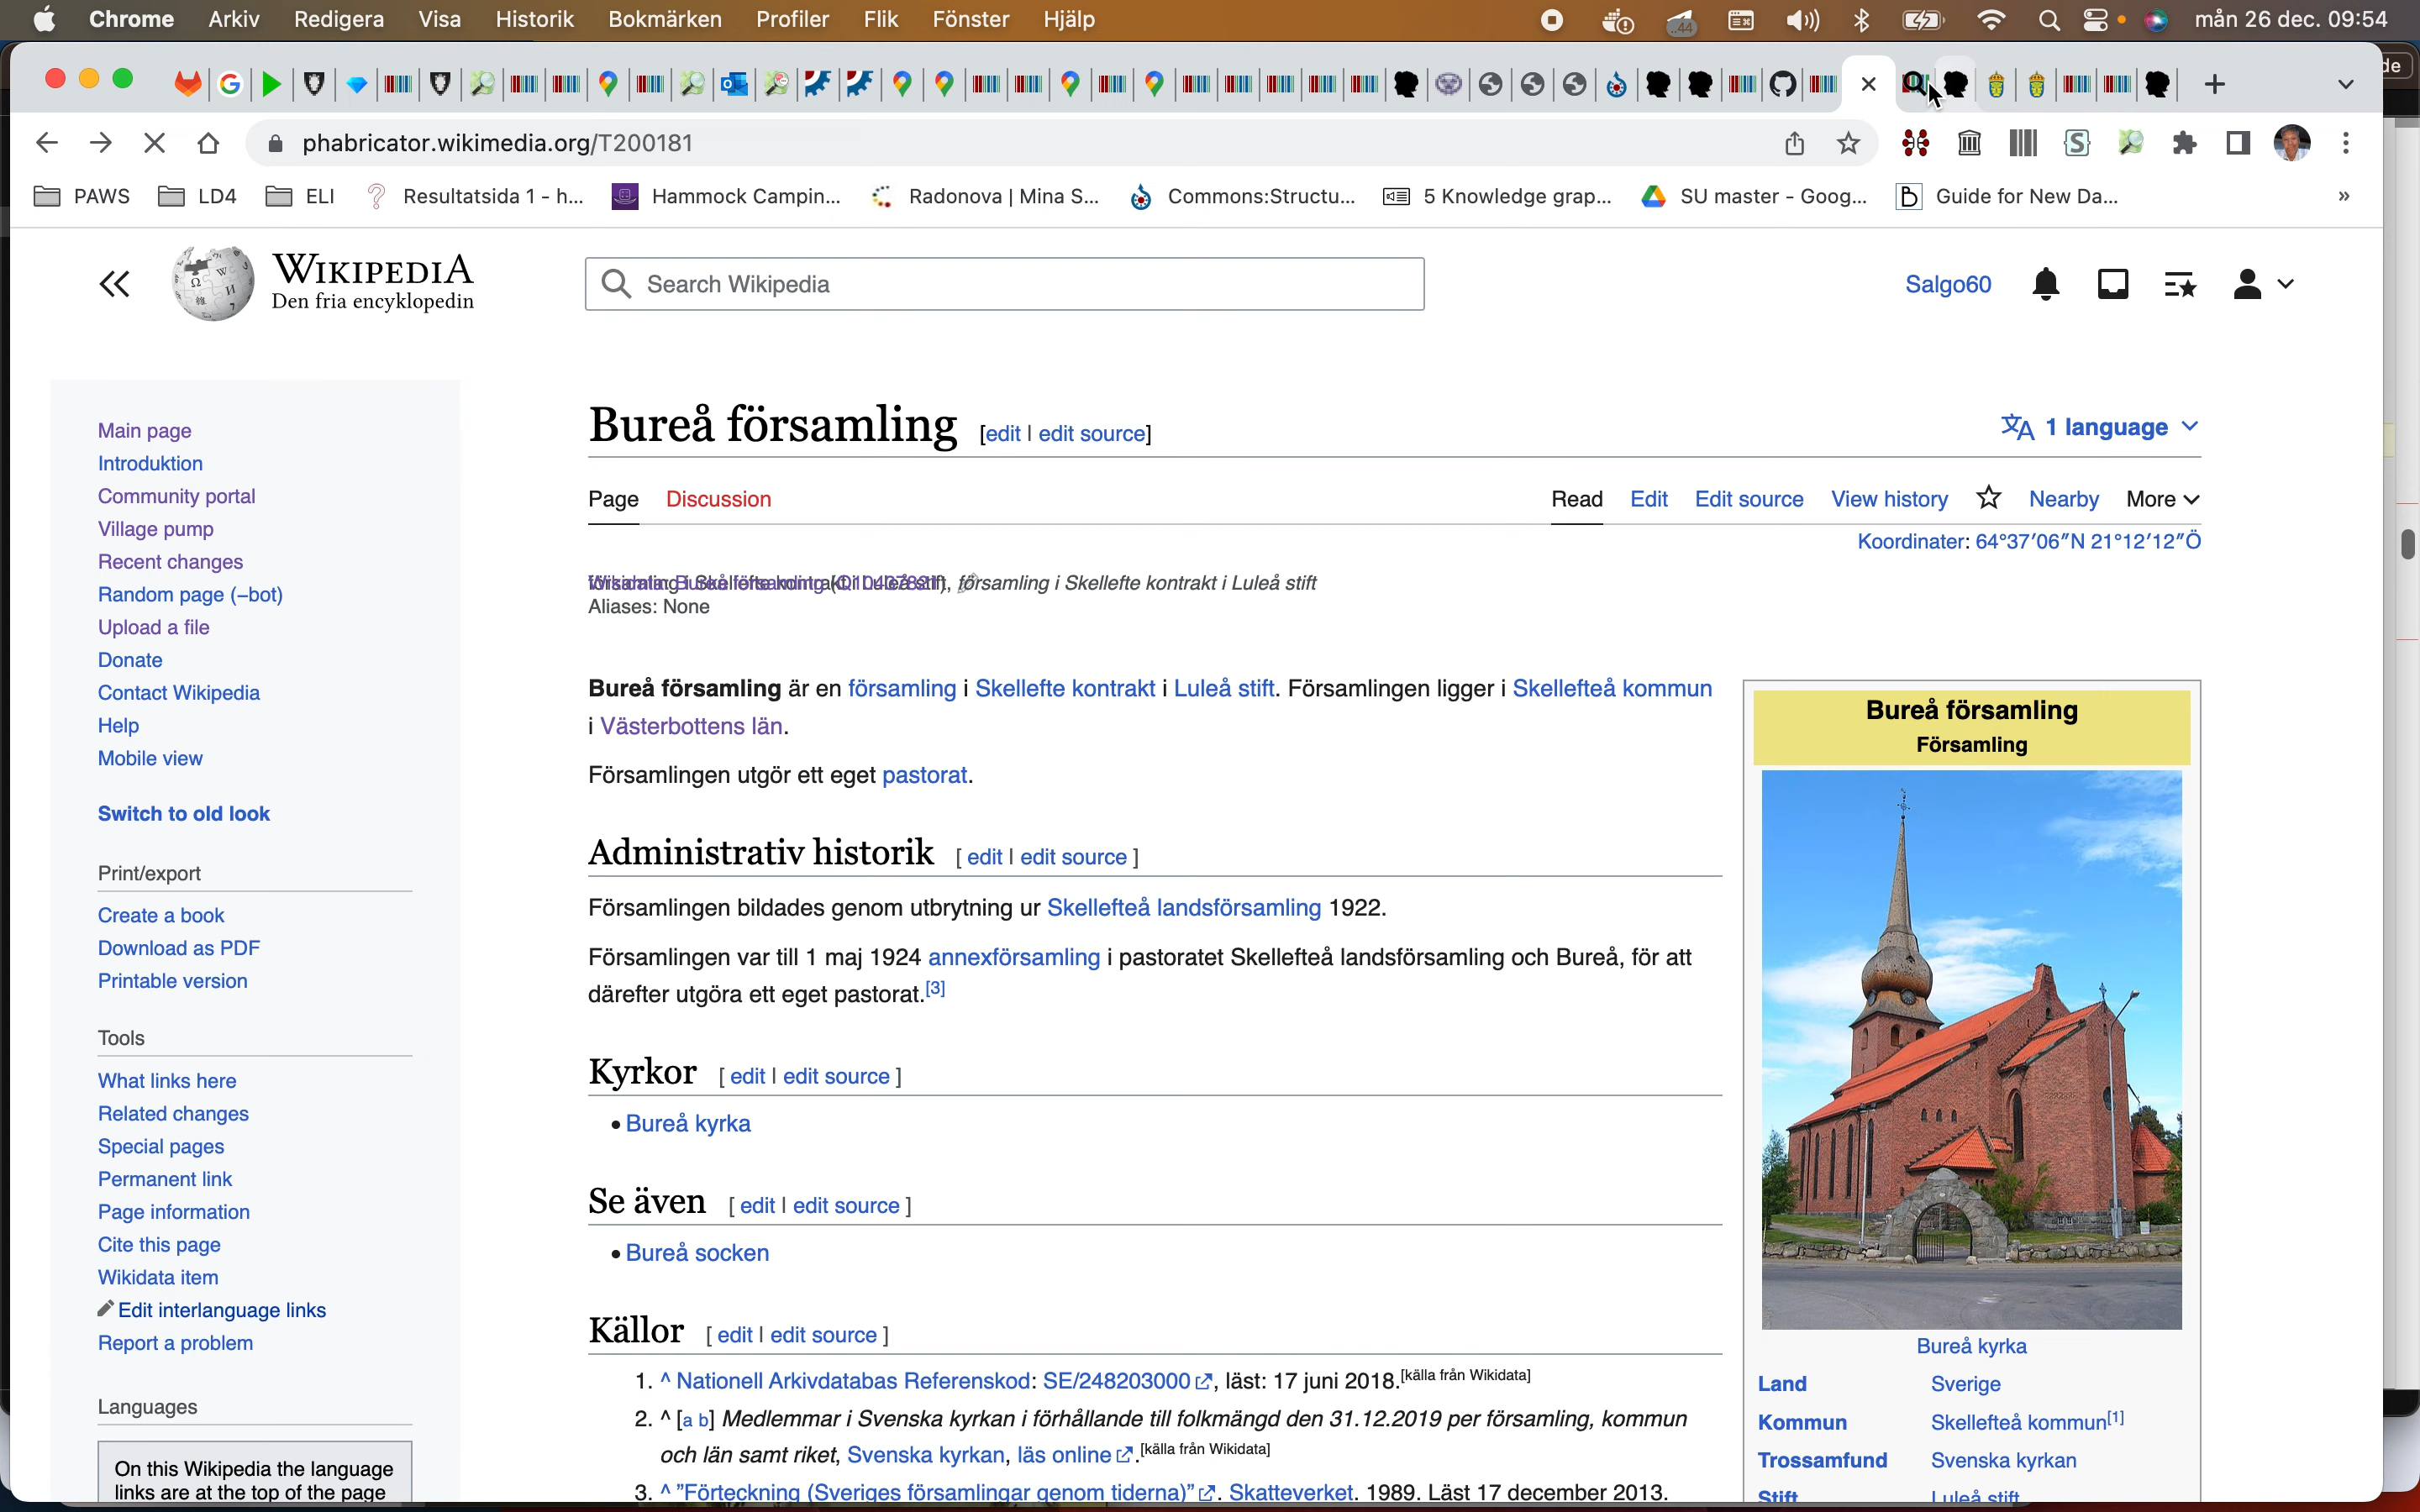 Chrome Arkiv Redigera Visa Historik Bokmärken Profiler Flik Fönster Hjälp mån 26 dec. 09:54
phabricator.wikimedia.org/T200181
PAWS LD4 ELI Resultatsida 1 - h... Hammock Campin... Radonova | Mina S... Commons:Structu... 5 Knowledge grap... SU master - Goog... Guide for New Da... »
WIKIPEDIA
Den fria encyklopedin
Search Wikipedia
Salgo60
Main page
Introduktion
Community portal
Village pump
Recent changes
Random page (–bot)
Upload a file
Donate
Contact Wikipedia
Help
Mobile view
Switch to old look
Print/export
Create a book
Download as PDF
Printable version
Tools
What links here
Related changes
Special pages
Permanent link
Page information
Cite this page
Wikidata item
Edit interlanguage links
Report a problem
Languages
On this Wikipedia the language
links are at the top of the page
Bureå församling [edit | edit source]
1 language
Page Discussion Read Edit Edit source View history Nearby More
Koordinater: 64°37′06″N 21°12′12″Ö
församling i Skellefte kontrakt i Luleå stift
Aliases: None
Bureå församling är en församling i Skellefte kontrakt i Luleå stift. Församlingen ligger i Skellefteå kommun
i Västerbottens län.
Församlingen utgör ett eget pastorat.
Administrativ historik [ edit | edit source ]
Församlingen bildades genom utbrytning ur Skellefteå landsförsamling 1922.
Församlingen var till 1 maj 1924 annexförsamling i pastoratet Skellefteå landsförsamling och Bureå, för att
därefter utgöra ett eget pastorat.[3]
Kyrkor [ edit | edit source ]
• Bureå kyrka
Se även [ edit | edit source ]
• Bureå socken
Källor [ edit | edit source ]
1. ^ Nationell Arkivdatabas Referenskod: SE/248203000, läst: 17 juni 2018.[källa från Wikidata]
2. ^ [a b] Medlemmar i Svenska kyrkan i förhållande till folkmängd den 31.12.2019 per församling, kommun
och län samt riket, Svenska kyrkan, läs online.[källa från Wikidata]
3. ^ ”Förteckning (Sveriges församlingar genom tiderna)”. Skatteverket. 1989. Läst 17 december 2013.
Bureå församling
Församling
Bureå kyrka
Land Sverige
Kommun Skellefteå kommun[1]
Trossamfund Svenska kyrkan
Stift Luleå stift